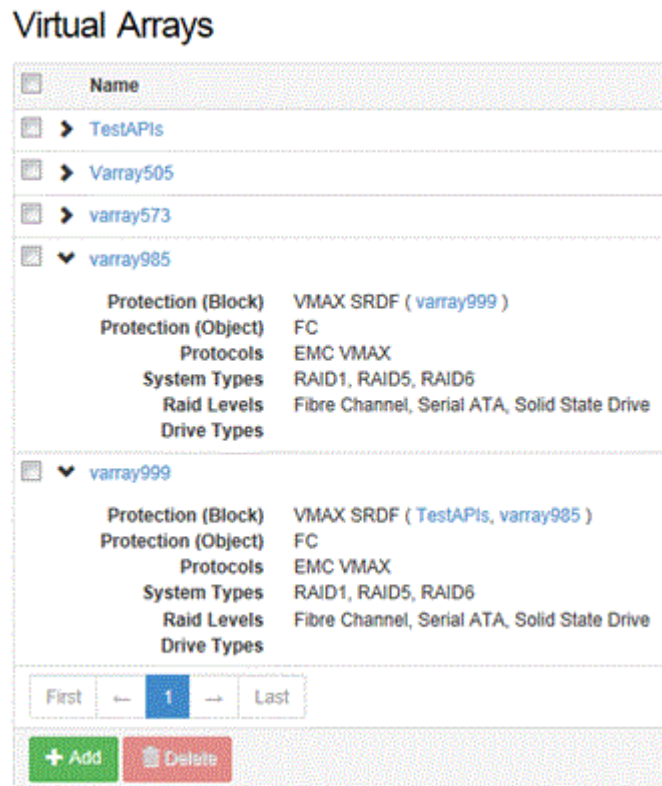 Virtual Arrays
Name
TestAPIs
Varray505
varray573
varray985
Protection (Block) VMAX SRDF ( varray999 )
Protection (Object) FC
Protocols EMC VMAX
System Types RAID1, RAID5, RAID6
Raid Levels Fibre Channel, Serial ATA, Solid State Drive
Drive Types
varray999
Protection (Block) VMAX SRDF ( TestAPIs, varray985 )
Protection (Object) FC
Protocols EMC VMAX
System Types RAID1, RAID5, RAID6
Raid Levels Fibre Channel, Serial ATA, Solid State Drive
Drive Types
First ← 1 → Last
+ Add Delete